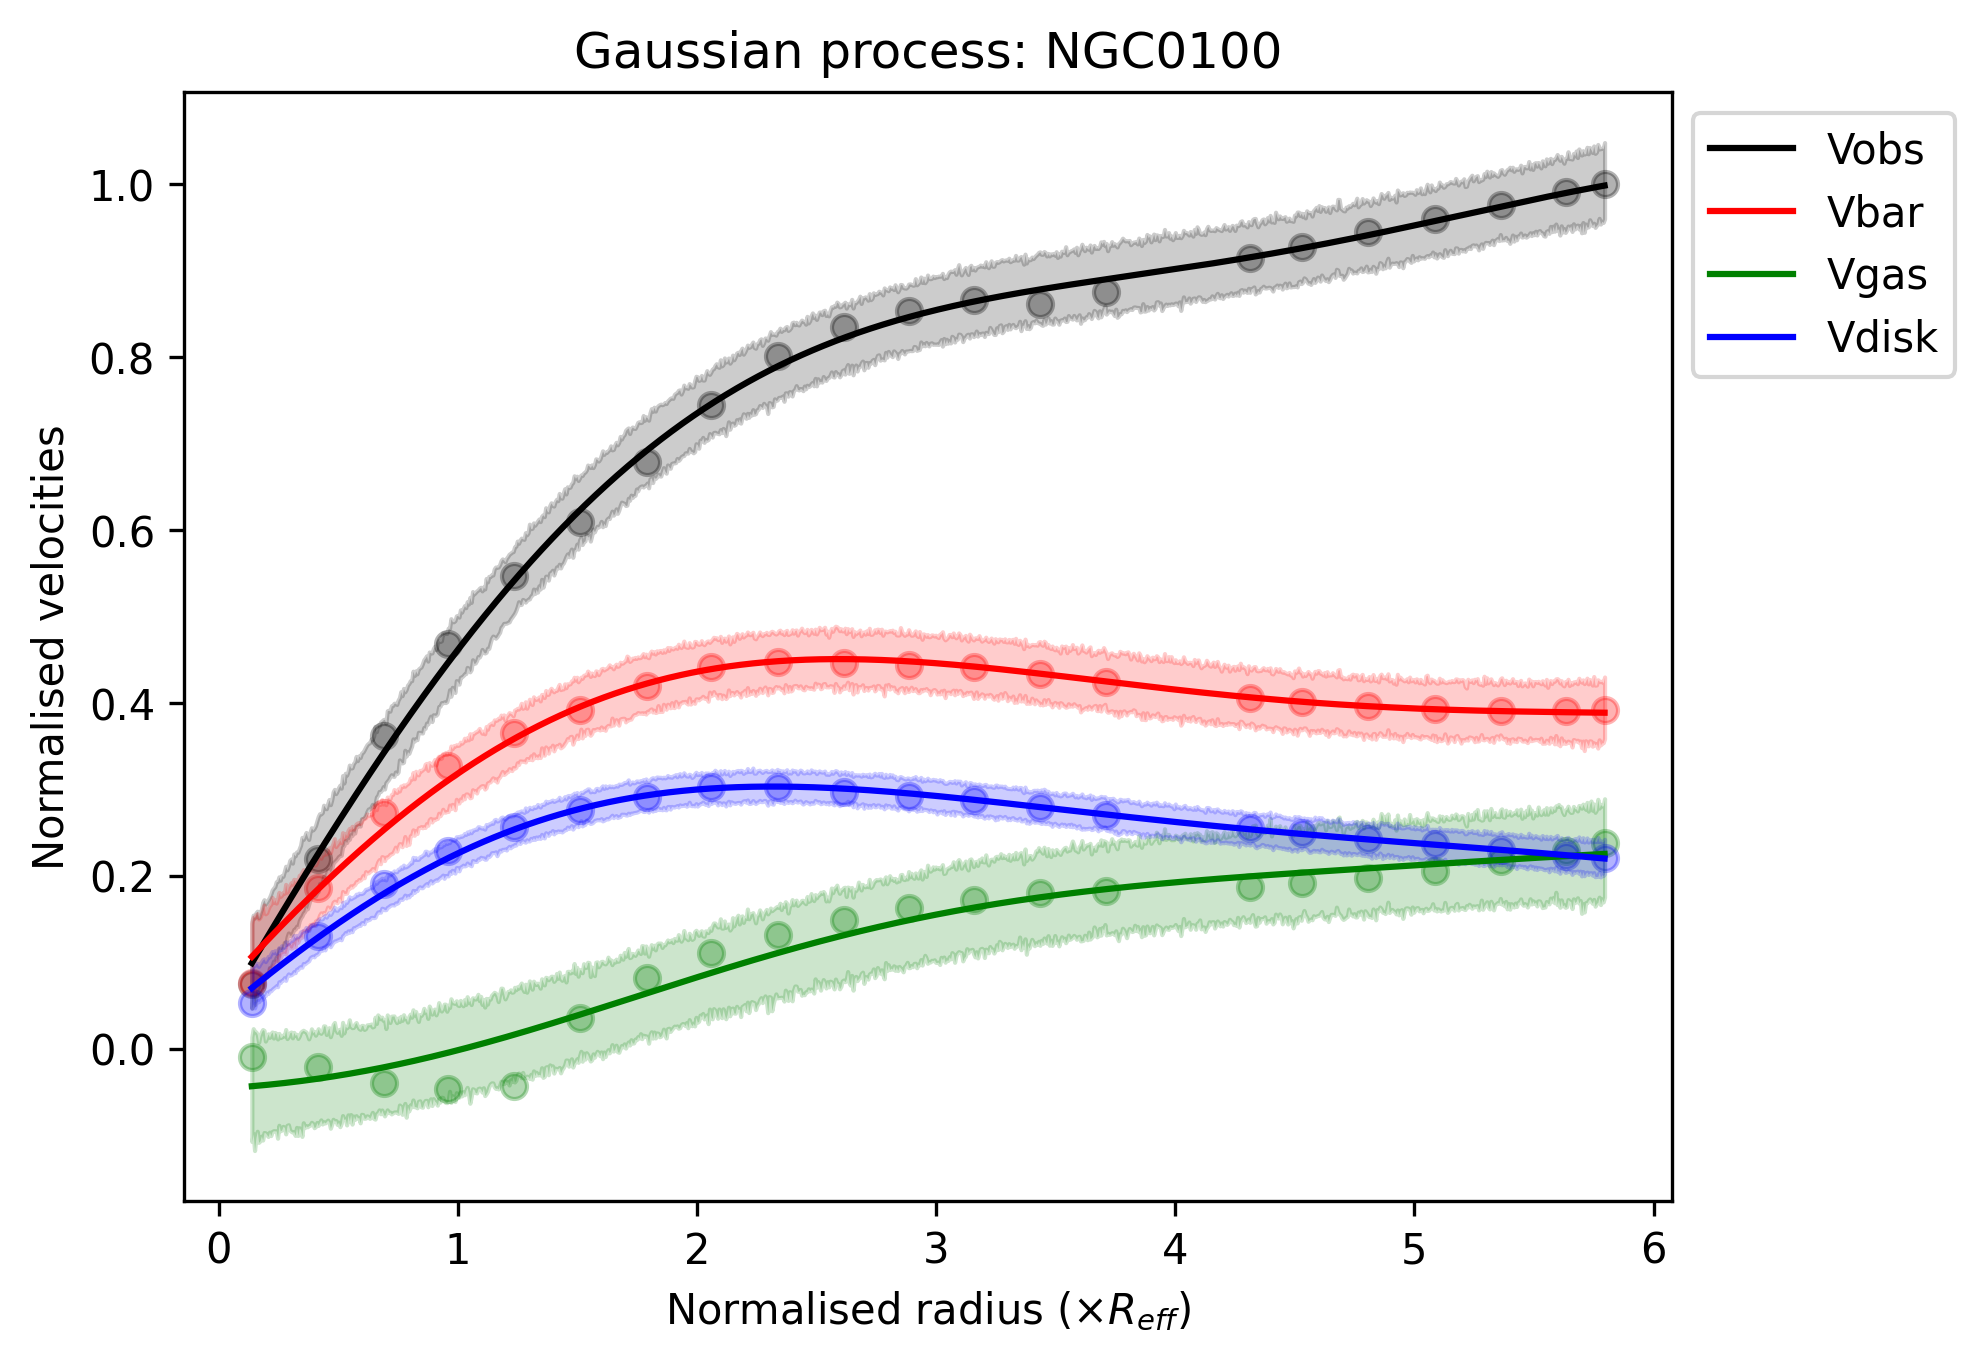 Gaussian process: NGC0100
Vobs
Vbar
Vgas
Vdisk
Normalised velocities
1.0
0.8
0.6
0.4
0.2
0.0
0 1 2 3 4 5 6
Normalised radius (×R_eff)